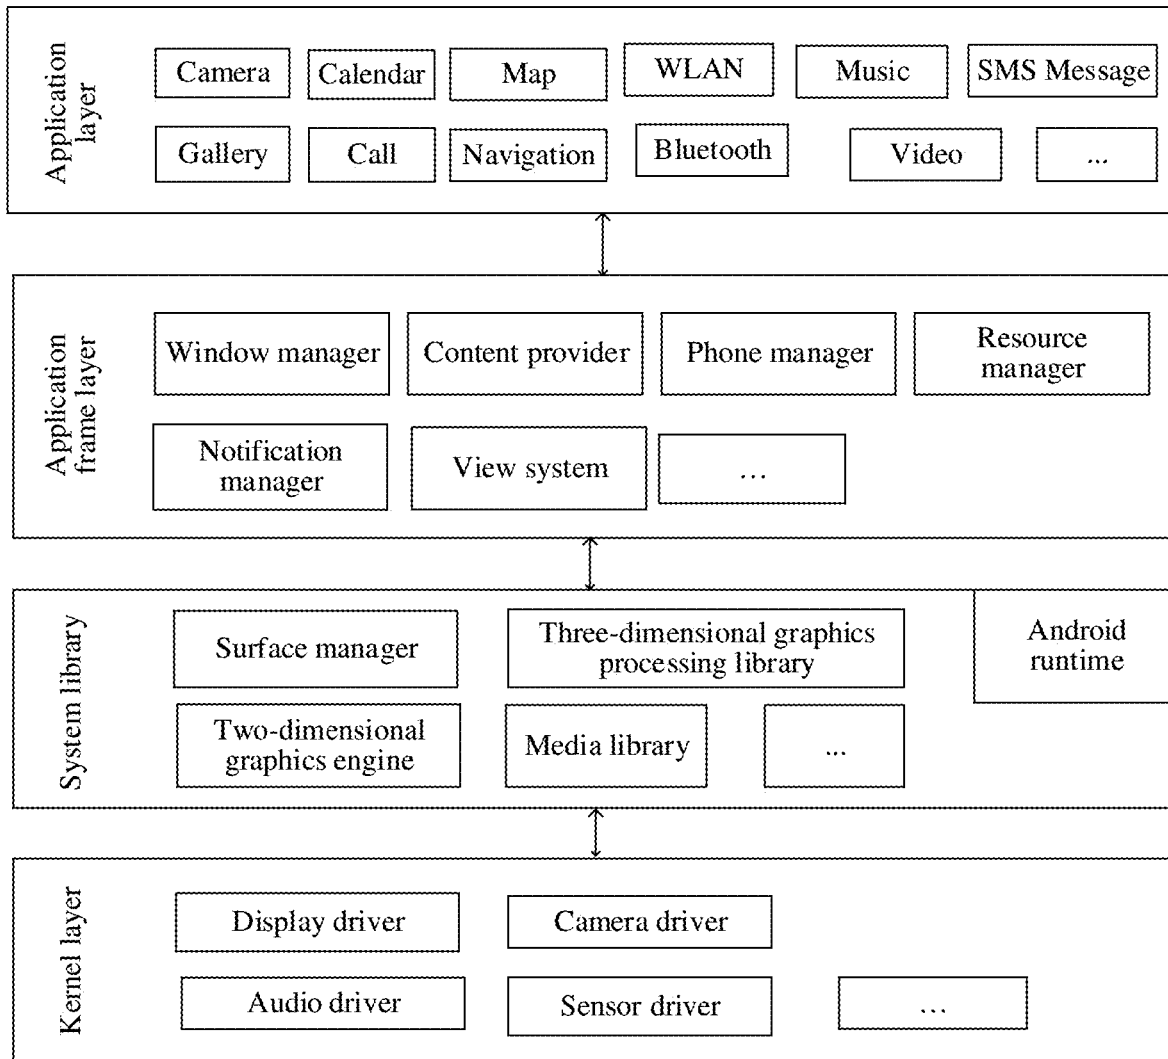 Application
layer
Camera
Calendar
Map
WLAN
Music
SMS Message
Gallery
Call
Navigation
Bluetooth
Video
...
Application
frame layer
Window manager
Content provider
Phone manager
Resource
manager
Notification
manager
View system
...
System library
Surface manager
Three-dimensional graphics
processing library
Android
runtime
Two-dimensional
graphics engine
Media library
...
Kernel layer
Display driver
Camera driver
Audio driver
Sensor driver
...